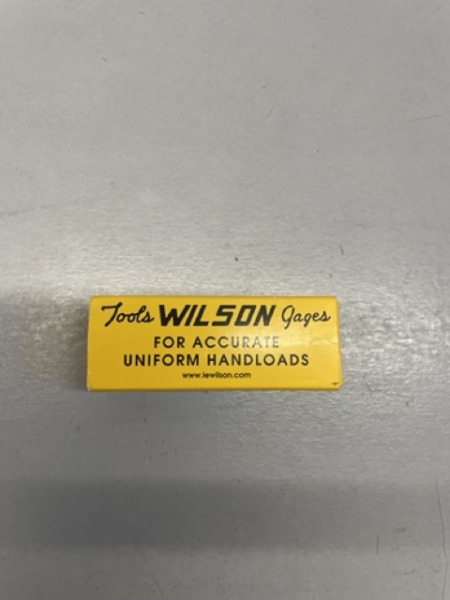 Tools WILSON Gages
FOR ACCURATE
UNIFORM HANDLOADS
www.lewilson.com